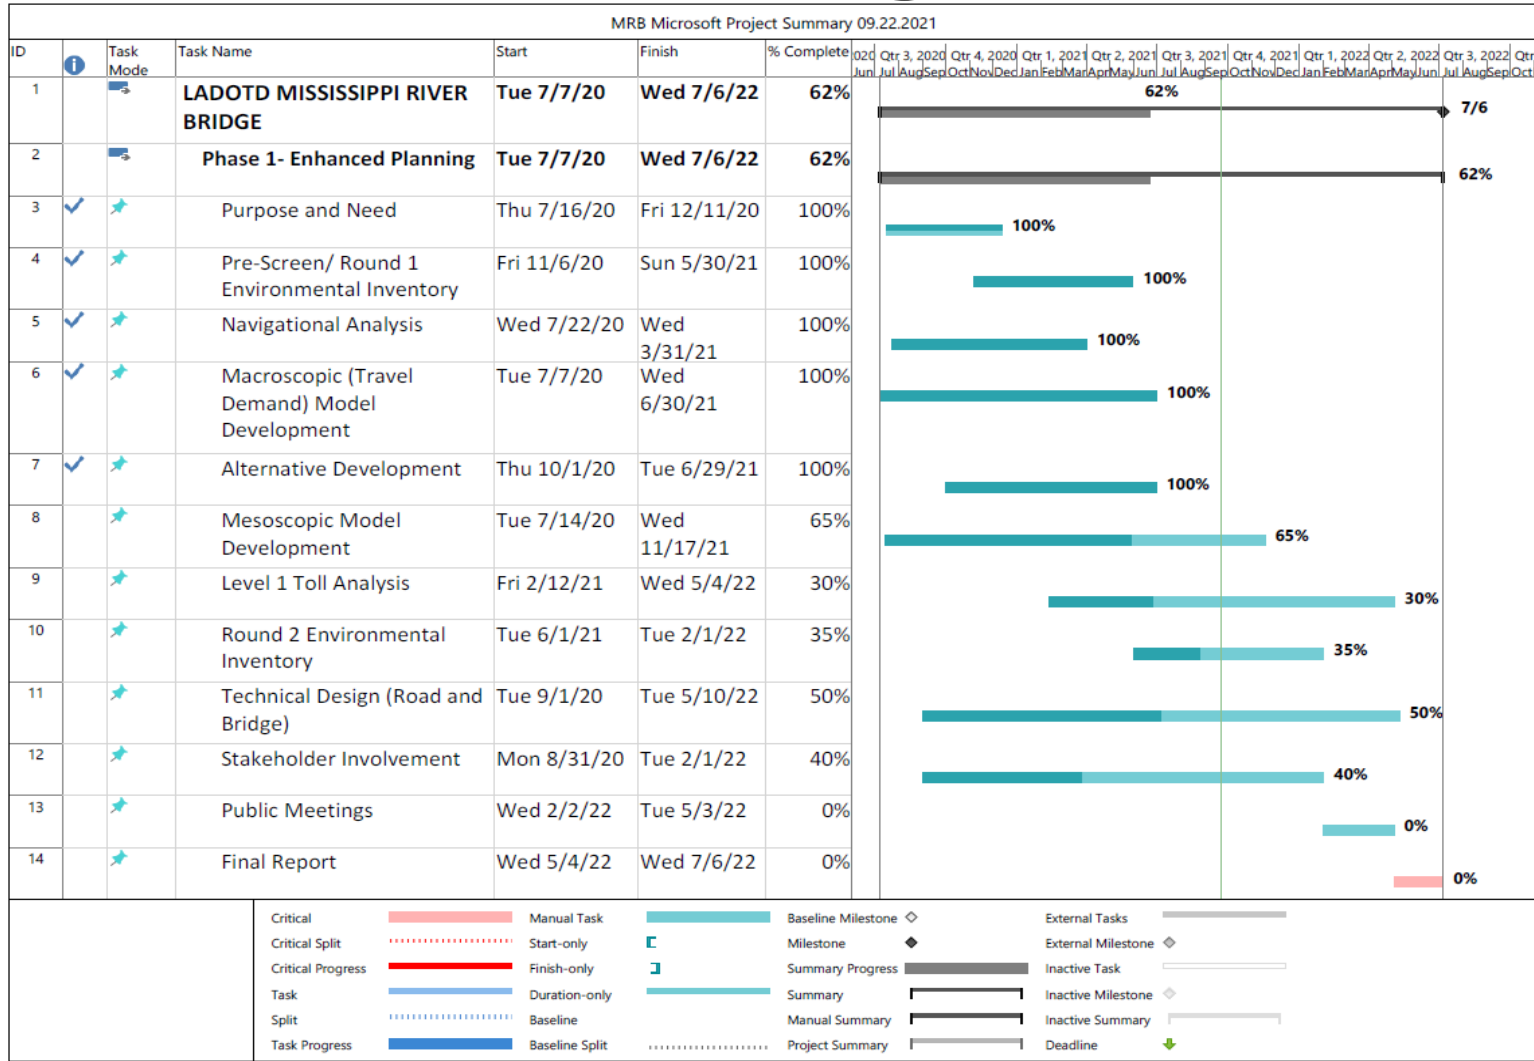 MRB Microsoft Project Summary 09.22.2021
ID Task Mode Task Name Start Finish % Complete
Qtr 3, 2020 Qtr 4, 2020 Qtr 1, 2021 Qtr 2, 2021 Qtr 3, 2021 Qtr 4, 2021 Qtr 1, 2022 Qtr 2, 2022 Qtr 3, 2022 Qtr
Jun Jul Aug Sep Oct Nov Dec Jan Feb Mar Apr May Jun Jul Aug Sep Oct Nov Dec Jan Feb Mar Apr May Jun Jul Aug Sep Oct
1 LADOTD MISSISSIPPI RIVER Tue 7/7/20 Wed 7/6/22 62% 62% 7/6
BRIDGE
2 Phase 1- Enhanced Planning Tue 7/7/20 Wed 7/6/22 62% 62%
3 Purpose and Need Thu 7/16/20 Fri 12/11/20 100% 100%
4 Pre-Screen/ Round 1 Fri 11/6/20 Sun 5/30/21 100% 100%
Environmental Inventory
5 Navigational Analysis Wed 7/22/20 Wed 100% 100%
3/31/21
6 Macroscopic (Travel Tue 7/7/20 Wed 100% 100%
Demand) Model 6/30/21
Development
7 Alternative Development Thu 10/1/20 Tue 6/29/21 100% 100%
8 Mesoscopic Model Tue 7/14/20 Wed 65% 65%
Development 11/17/21
9 Level 1 Toll Analysis Fri 2/12/21 Wed 5/4/22 30% 30%
10 Round 2 Environmental Tue 6/1/21 Tue 2/1/22 35% 35%
Inventory
11 Technical Design (Road and Tue 9/1/20 Tue 5/10/22 50% 50%
Bridge)
12 Stakeholder Involvement Mon 8/31/20 Tue 2/1/22 40% 40%
13 Public Meetings Wed 2/2/22 Tue 5/3/22 0% 0%
14 Final Report Wed 5/4/22 Wed 7/6/22 0% 0%
Critical Manual Task Baseline Milestone External Tasks
Critical Split Start-only Milestone External Milestone
Critical Progress Finish-only Summary Progress Inactive Task
Task Duration-only Summary Inactive Milestone
Split Baseline Manual Summary Inactive Summary
Task Progress Baseline Split Project Summary Deadline